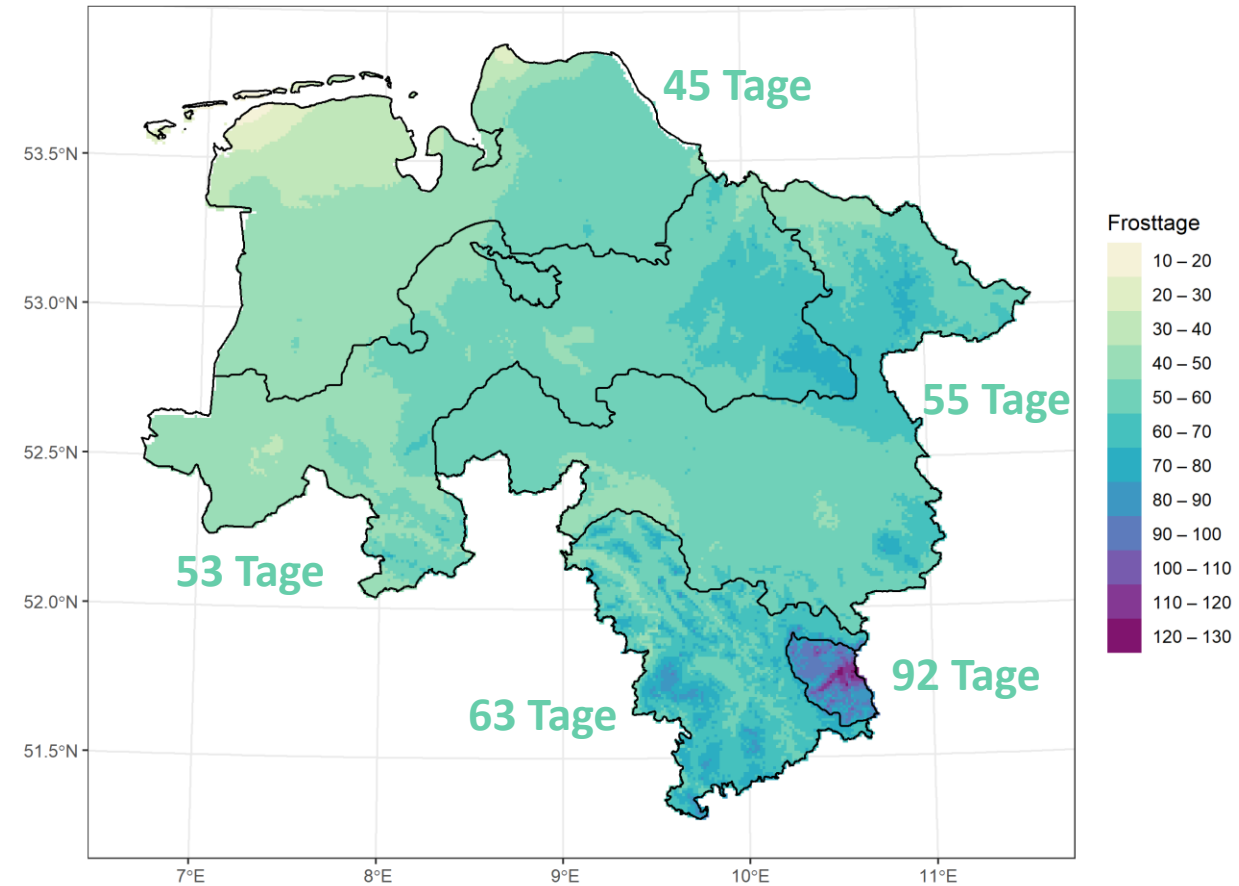 45 Tage
55 Tage
53 Tage
92 Tage
63 Tage
53.5°N
53.0°N
52.5°N
52.0°N
51.5°N
7°E
8°E
9°E
10°E
11°E
Frosttage
10 – 20
20 – 30
30 – 40
40 – 50
50 – 60
60 – 70
70 – 80
80 – 90
90 – 100
100 – 110
110 – 120
120 – 130